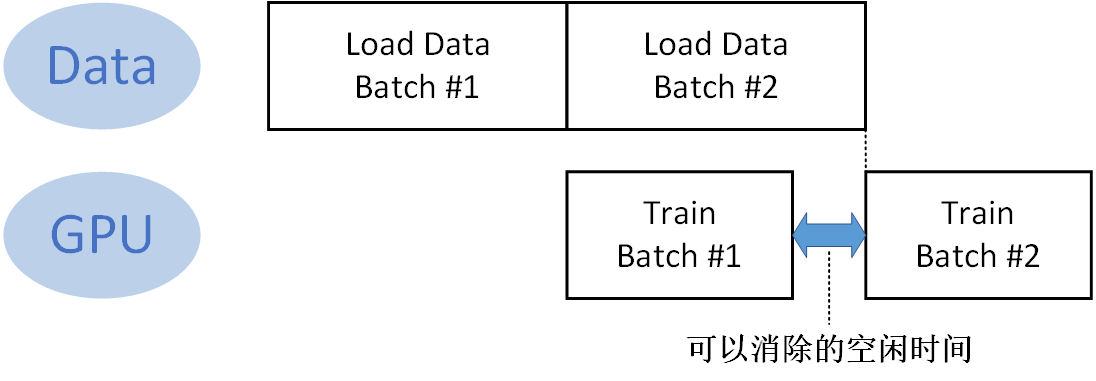 Data
Load Data
Batch #1
Load Data
Batch #2
GPU
Train
Batch #1
Train
Batch #2
可以消除的空闲时间